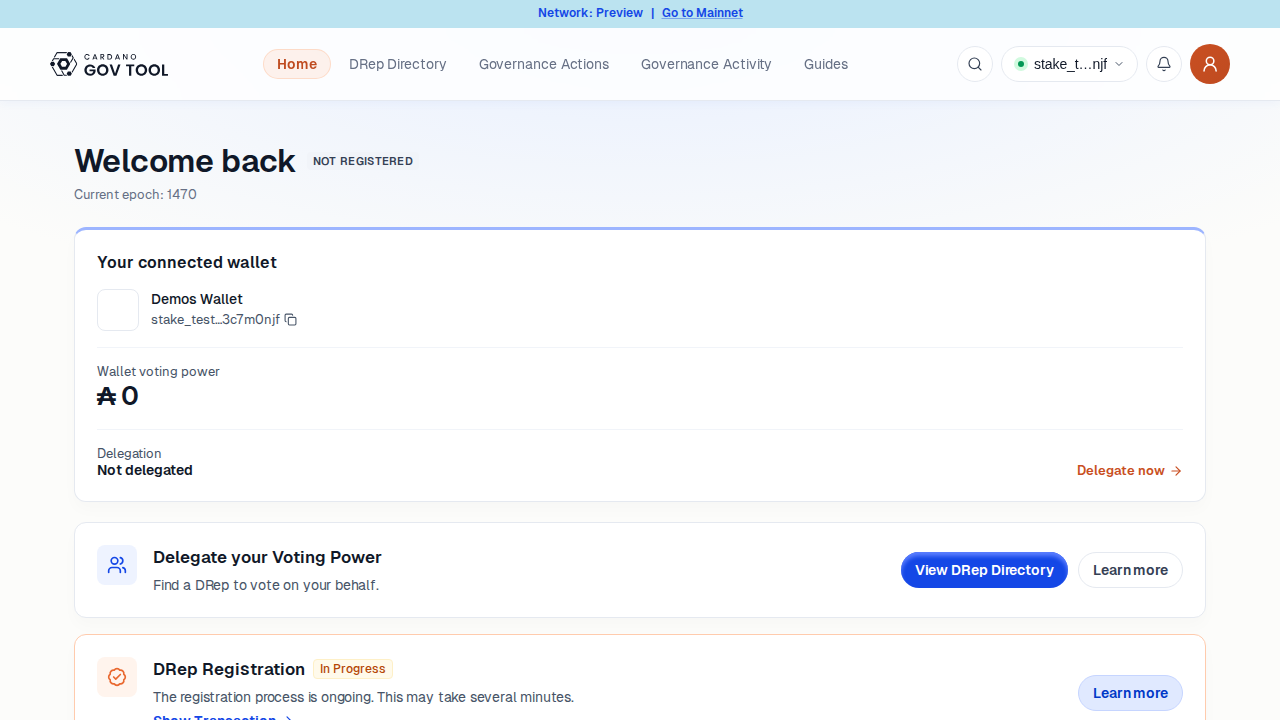 Network: Preview | Go to Mainnet
CARDANO
GOV TOOL
Home
DRep Directory
Governance Actions
Governance Activity
Guides
stake_t...njf
Welcome back
NOT REGISTERED
Current epoch: 1470
Your connected wallet
Demos Wallet
stake_test...3c7m0njf
Wallet voting power
₳ 0
Delegation
Not delegated
Delegate now →
Delegate your Voting Power
Find a DRep to vote on your behalf.
View DRep Directory
Learn more
DRep Registration
In Progress
The registration process is ongoing. This may take several minutes.
Learn more
Show Transaction